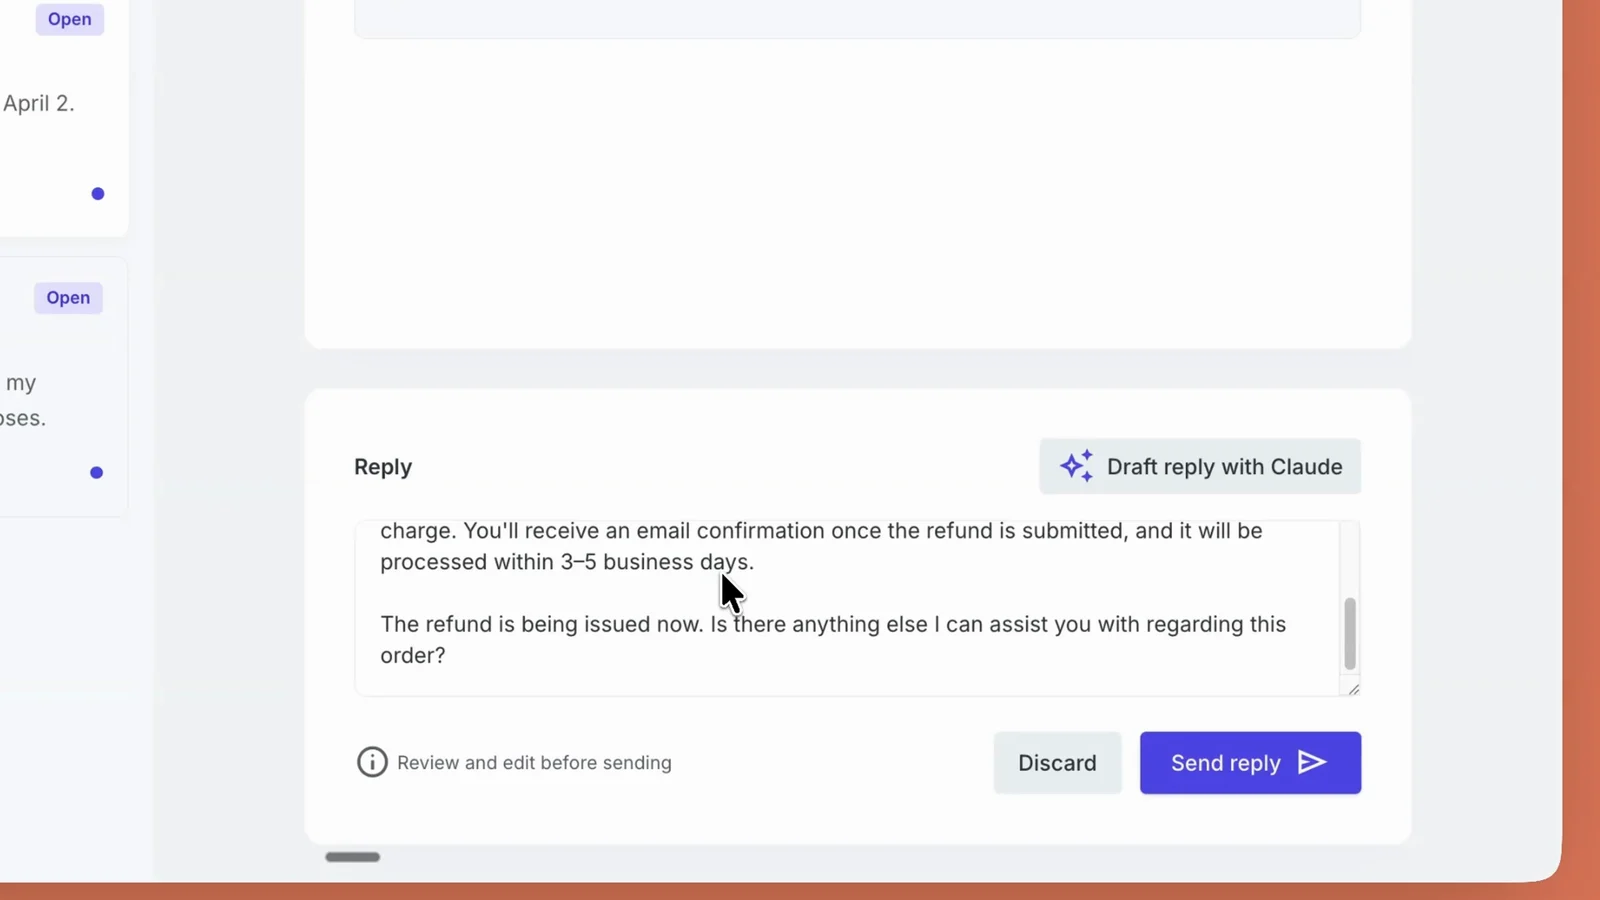 Open
April 2.
Open
my
oses.
Reply
Draft reply with Claude
charge. You'll receive an email confirmation once the refund is submitted, and it will be
processed within 3–5 business days.
The refund is being issued now. Is there anything else I can assist you with regarding this
order?
Review and edit before sending
Discard
Send reply